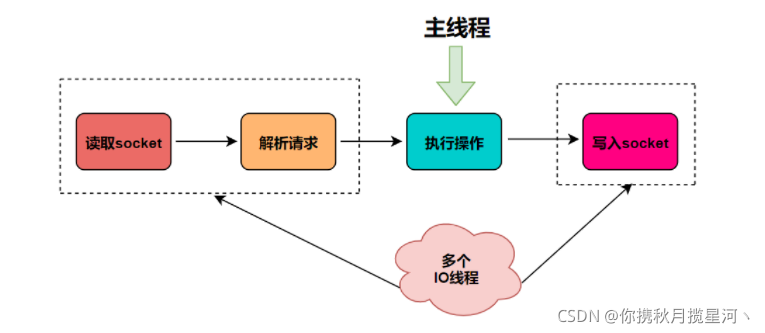 主线程
读取socket
解析请求
执行操作
写入socket
多个
IO线程
CSDN @你携秋月揽星河丶